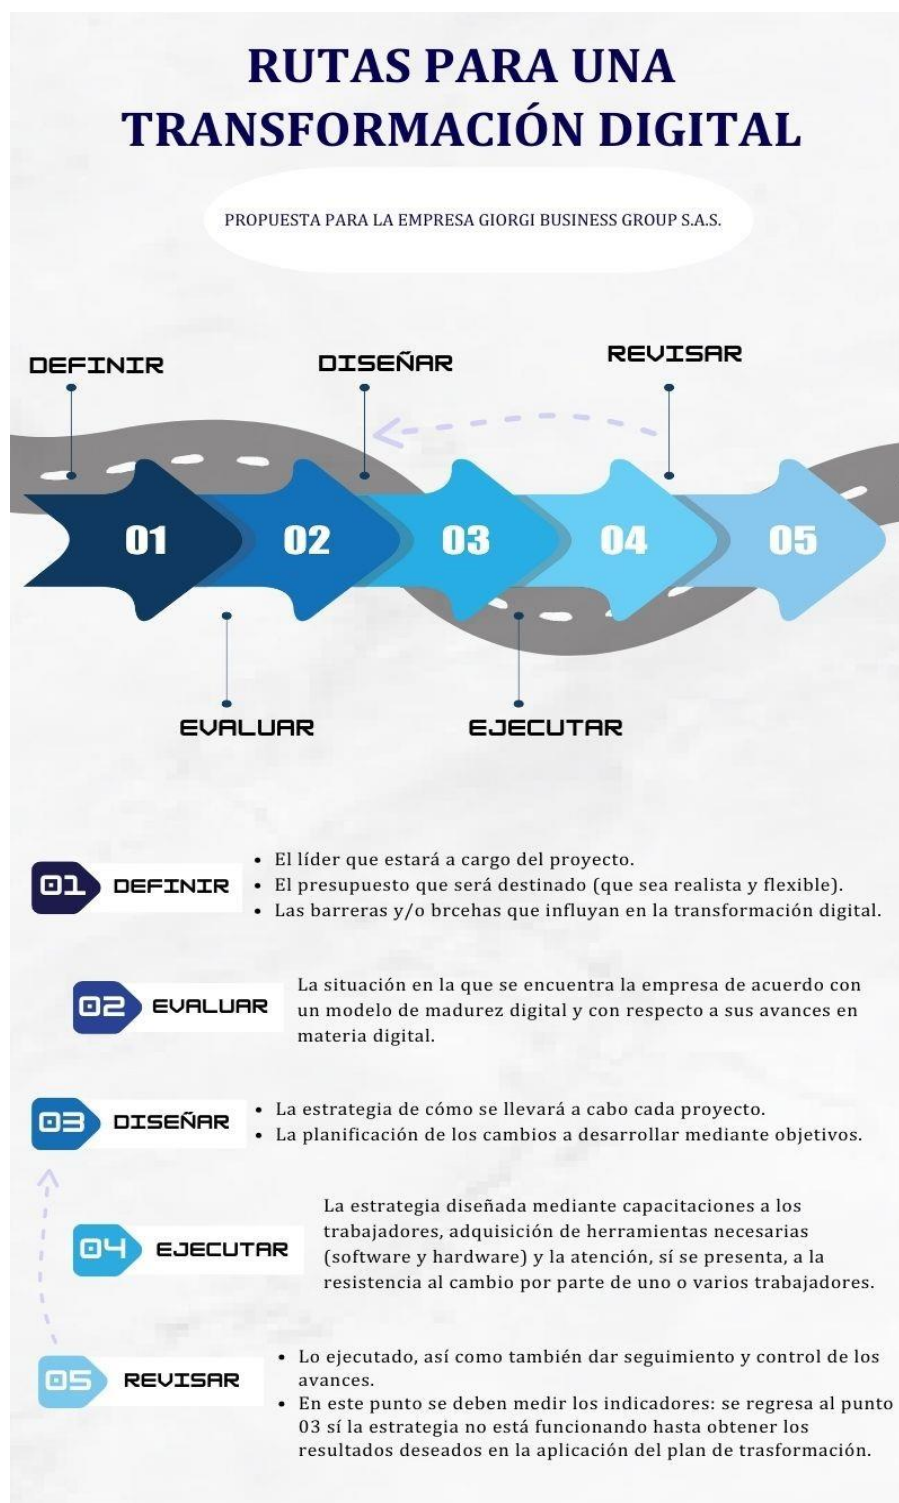 RUTAS PARA UNA
TRANSFORMACIÓN DIGITAL
PROPUESTA PARA LA EMPRESA GIORGI BUSINESS GROUP S.A.S.
DEFINIR
DISEÑAR
REVISAR
01
02
03
04
05
EVALUAR
EJECUTAR
01 DEFINIR
• El líder que estará a cargo del proyecto.
• El presupuesto que será destinado (que sea realista y flexible).
• Las barreras y/o brcehas que influyan en la transformación digital.
02 EVALUAR
La situación en la que se encuentra la empresa de acuerdo con
un modelo de madurez digital y con respecto a sus avances en
materia digital.
03 DISEÑAR
• La estrategia de cómo se llevará a cabo cada proyecto.
• La planificación de los cambios a desarrollar mediante objetivos.
04 EJECUTAR
La estrategia diseñada mediante capacitaciones a los
trabajadores, adquisición de herramientas necesarias
(software y hardware) y la atención, sí se presenta, a la
resistencia al cambio por parte de uno o varios trabajadores.
05 REVISAR
• Lo ejecutado, así como también dar seguimiento y control de los
avances.
• En este punto se deben medir los indicadores: se regresa al punto
03 sí la estrategia no está funcionando hasta obtener los
resultados deseados en la aplicación del plan de trasformación.